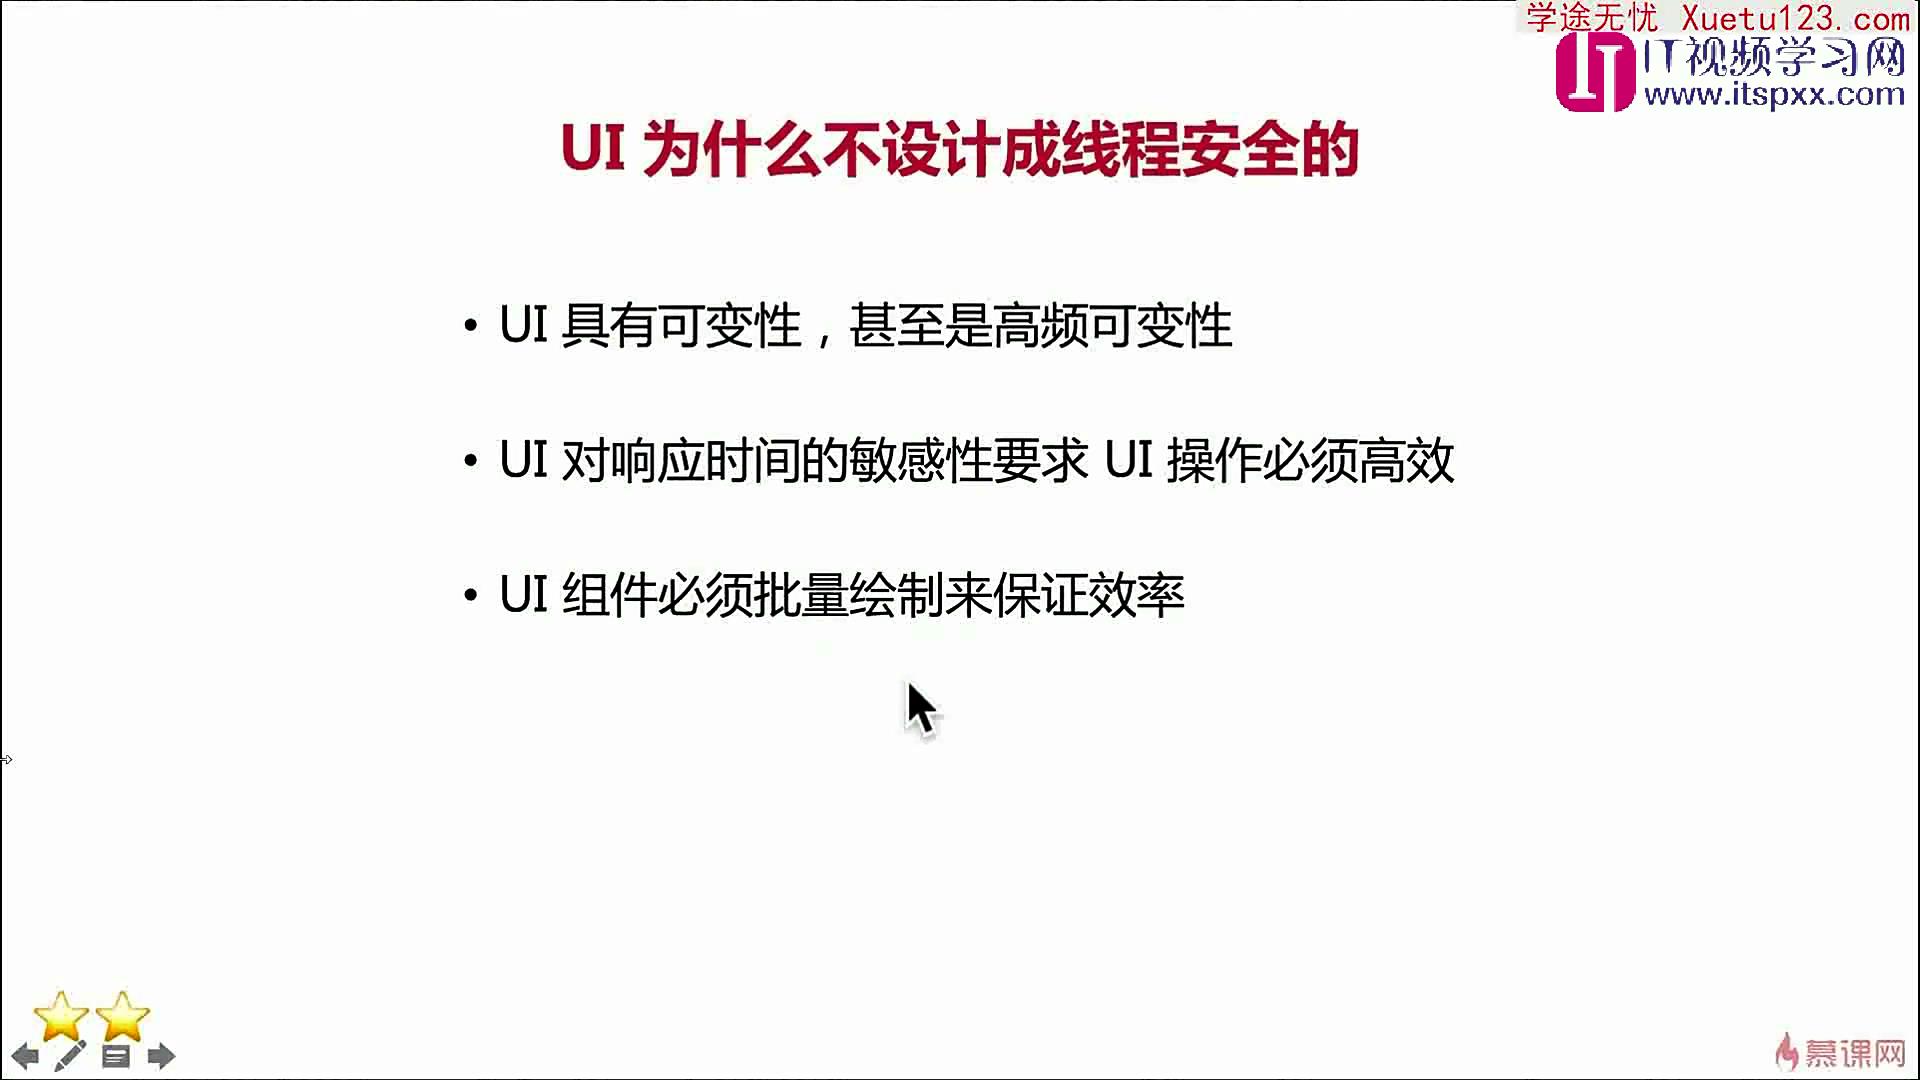 学途无忧 Xuetu123.com
IT视频学习网
www.itspxx.com
UI 为什么不设计成线程安全的
• UI 具有可变性，甚至是高频可变性
• UI 对响应时间的敏感性要求 UI 操作必须高效
• UI 组件必须批量绘制来保证效率
慕课网